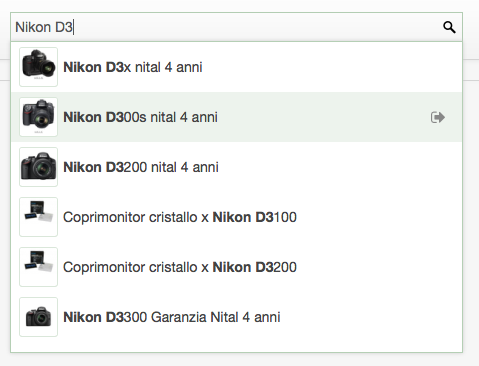 Nikon D3
Nikon D3x nital 4 anni
Nikon D300s nital 4 anni
Nikon D3200 nital 4 anni
Coprimonitor cristallo x Nikon D3100
Coprimonitor cristallo x Nikon D3200
Nikon D3300 Garanzia Nital 4 anni